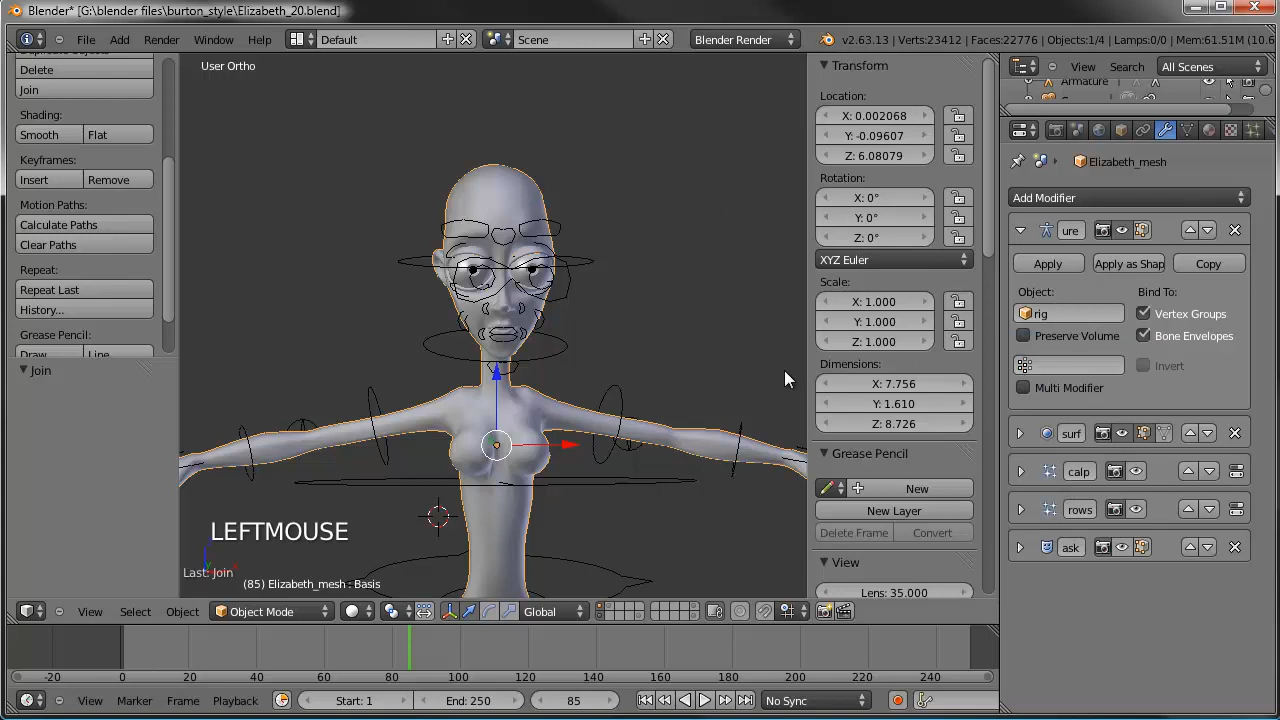 Blender* [G:\blender files\burton_style\Elizabeth_20.blend]
File Add Render Window Help Default Scene Blender Render v2.63.13 | Verts:23412 | Faces:22776 | Objects:1/4 | Lamps:0/0 | Mem:61.51M (10.6
Delete
Join
Shading:
Smooth Flat
Keyframes:
Insert Remove
Motion Paths:
Calculate Paths
Clear Paths
Repeat:
Repeat Last
History...
Grease Pencil:
Draw Line
Join
User Ortho
LEFTMOUSE
Last: Join
(85) Elizabeth_mesh : Basis
View Select Object Object Mode Global
Transform
Location:
X: 0.002068
Y: -0.09607
Z: 6.08079
Rotation:
X: 0°
Y: 0°
Z: 0°
XYZ Euler
Scale:
X: 1.000
Y: 1.000
Z: 1.000
Dimensions:
X: 7.756
Y: 1.610
Z: 8.726
Grease Pencil
New
New Layer
Delete Frame Convert
View
Lens: 35.000
View Search All Scenes
Armature
Elizabeth_mesh
Add Modifier
ure
Apply Apply as Shap Copy
Object: Bind To:
rig Vertex Groups
Preserve Volume Bone Envelopes
Invert
Multi Modifier
surf
calp
rows
ask
-20 0 20 40 60 80 100 120 140 160 180 200 220 240
View Marker Frame Playback Start: 1 End: 250 85 No Sync